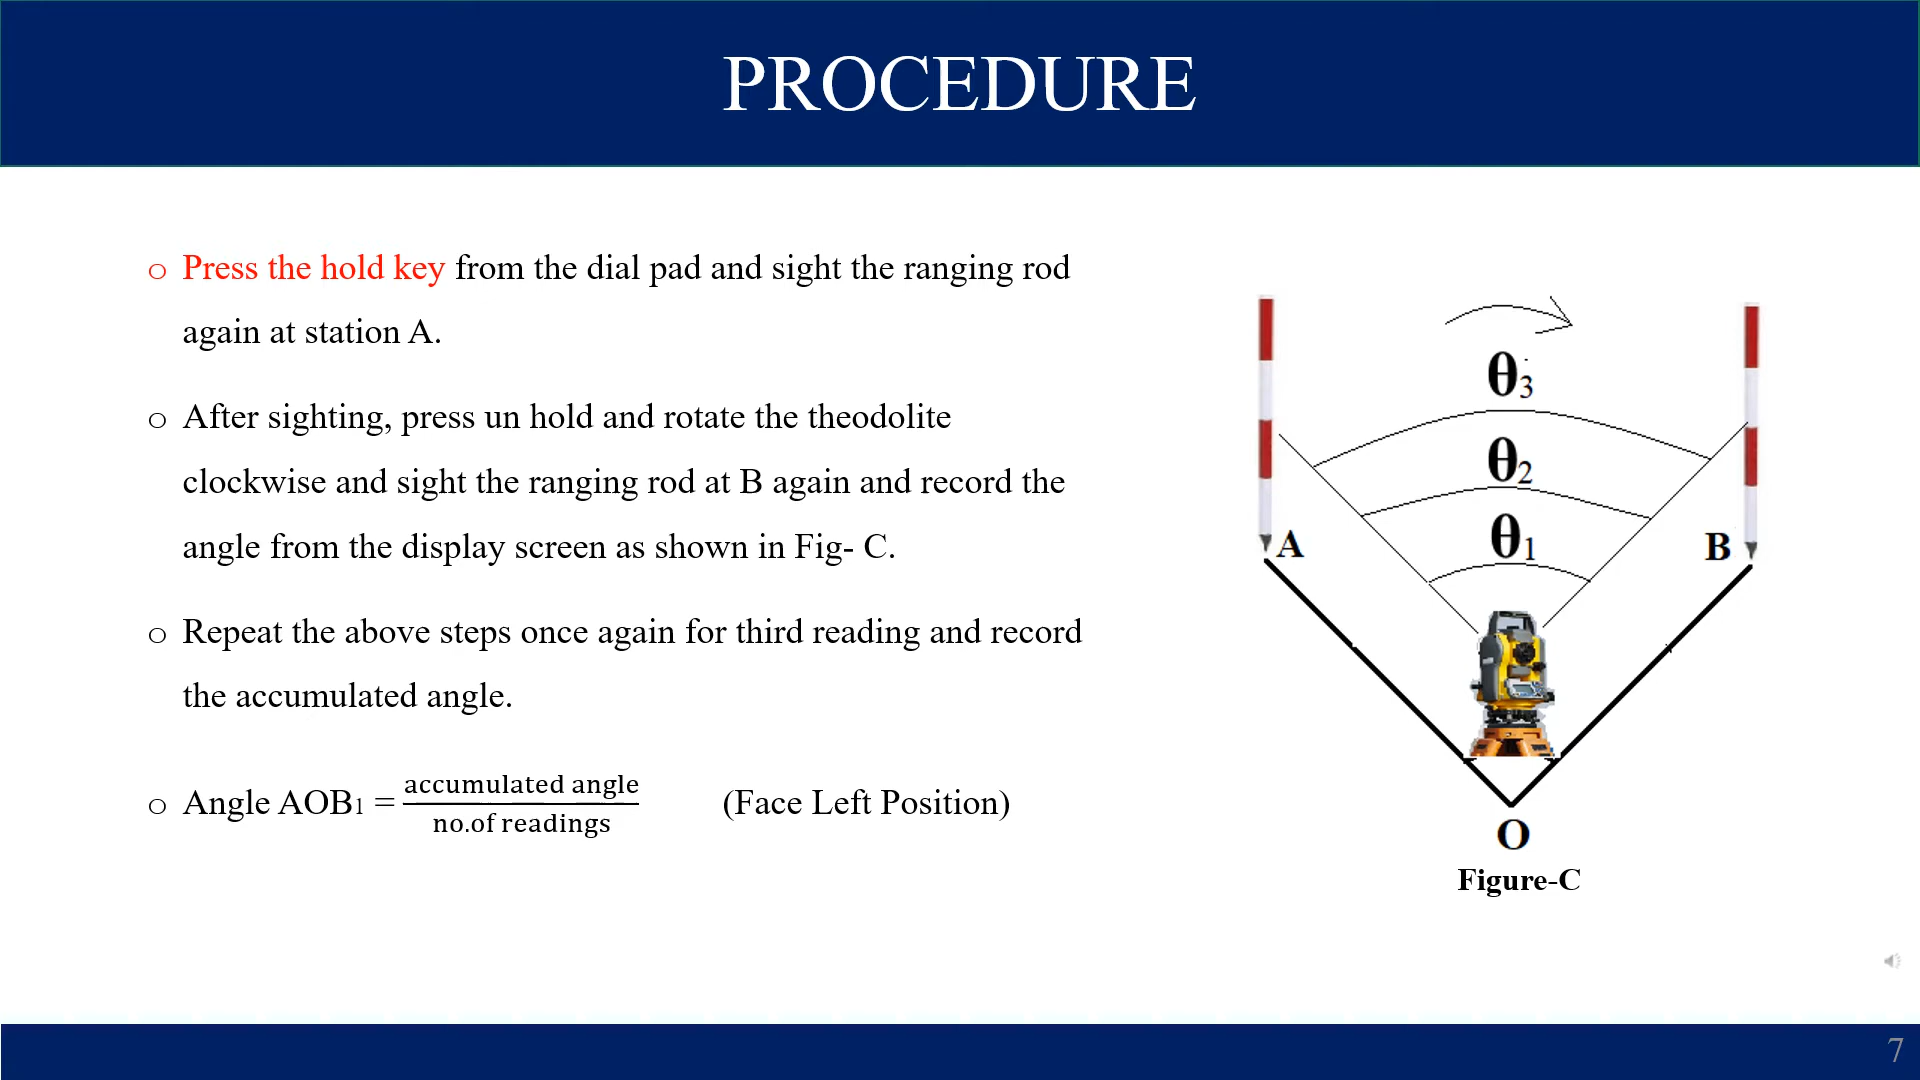 PROCEDURE
o Press the hold key from the dial pad and sight the ranging rod
again at station A.
o After sighting, press un hold and rotate the theodolite
clockwise and sight the ranging rod at B again and record the
angle from the display screen as shown in Fig- C.
o Repeat the above steps once again for third reading and record
the accumulated angle.
o Angle AOB1 = accumulated angle / no.of readings (Face Left Position)
θ3
θ2
θ1
A
B
O
Figure-C
7